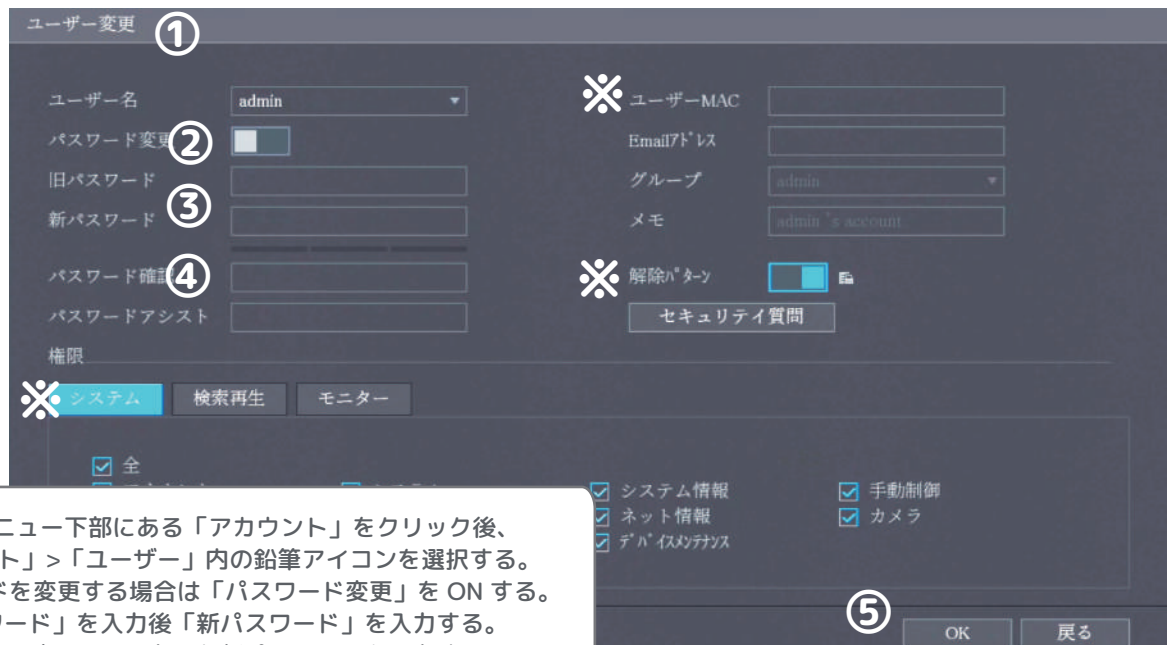 ユーザー変更 ①
ユーザー名 admin
パスワード変更 ②
旧パスワード
新パスワード ③
パスワード確認 ④
パスワードアシスト
※ ユーザーMAC
Emailアドレス
グループ admin
メモ admin 's account
※ 解除パターン
セキュリテイ質問
権限
※ システム 検索再生 モニター
全
システム情報 手動制御
ネット情報 カメラ
デバイスメンテナンス
ニュー下部にある「アカウント」をクリック後、
ト」>「ユーザー」内の鉛筆アイコンを選択する。
ドを変更する場合は「パスワード変更」を ON する。
ワード」を入力後「新パスワード」を入力する。
⑤ OK 戻る